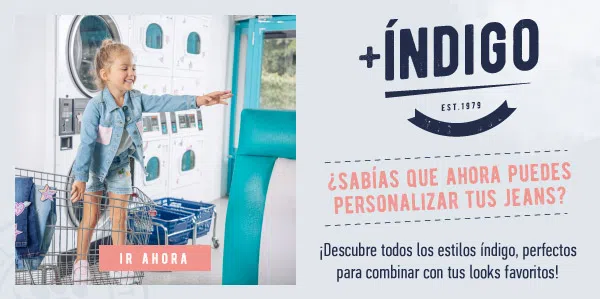 +ÍNDIGO
EST.1979
¿SABÍAS QUE AHORA PUEDES
PERSONALIZAR TUS JEANS?
¡Descubre todos los estilos índigo, perfectos
para combinar con tus looks favoritos!
IR AHORA